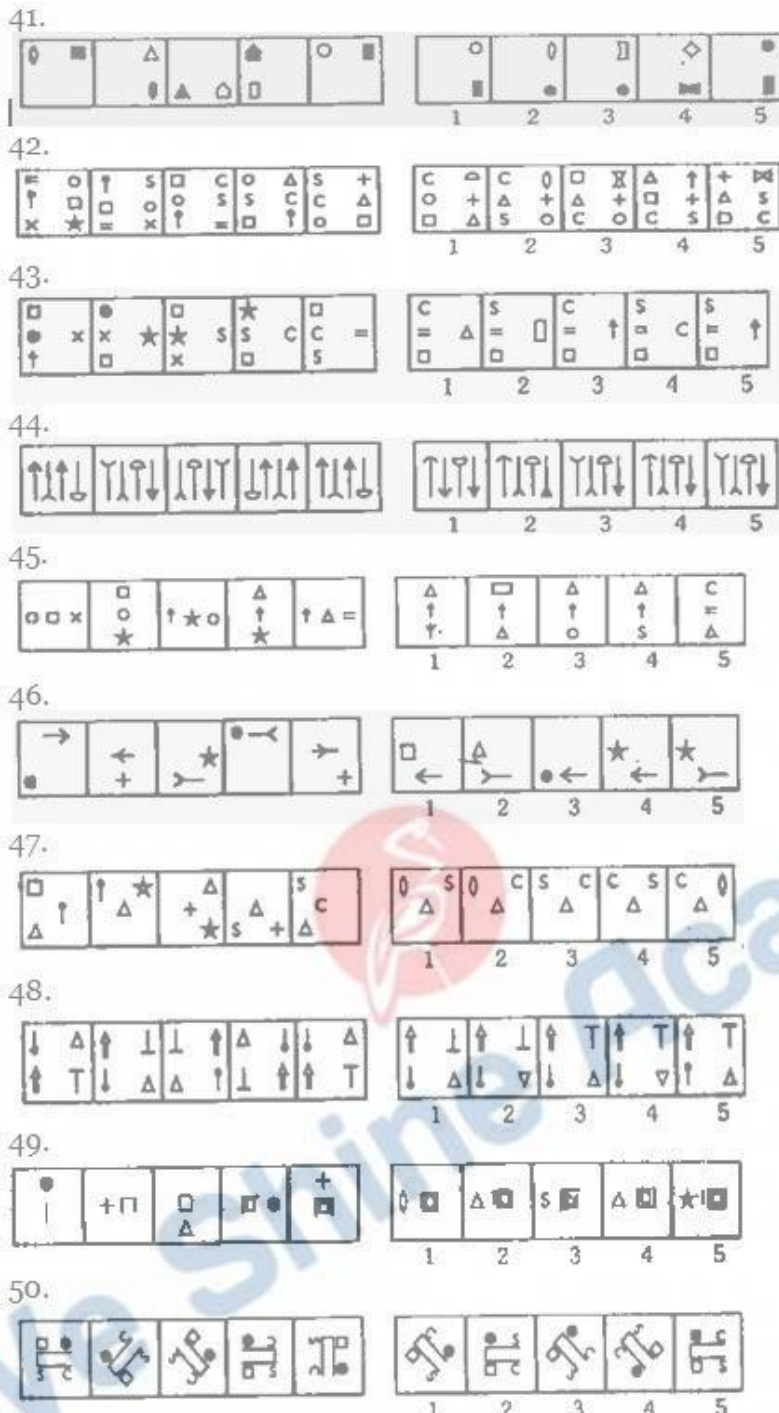 41.
1 2 3 4 5
42.
= S C C S
S C S C
1 2 3 4 5
C C S C S C S C
43.
S S C C S
1 2 3 4 5
C S C S C S
44.
1 2 3 4 5
45.
1 2 3 4 5
S C
46.
1 2 3 4 5
47.
S S C
1 2 3 4 5
S C S C C S C
48.
1 2 3 4 5
49.
1 2 3 4 5
S
50.
1 2 3 4 5
ve Shine Aca